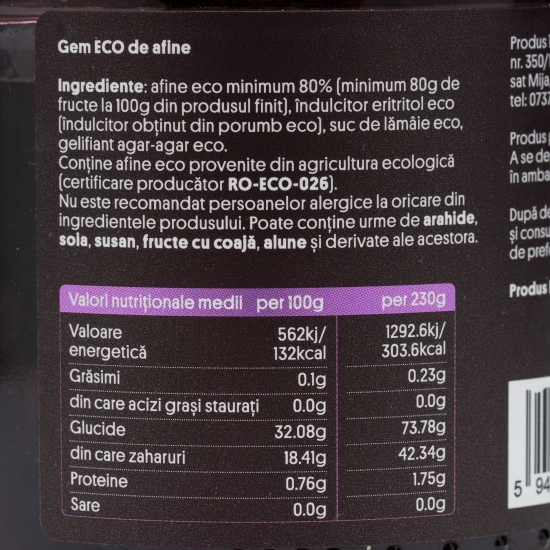 Gem ECO de afine
Ingrediente: afine eco minimum 80% (minimum 80g de
fructe la 100g din produsul finit), îndulcitor eritritol eco
(îndulcitor obținut din porumb eco), suc de lămâie eco,
gelifiant agar-agar eco.
Conține afine eco provenite din agricultura ecologică
(certificare producător RO-ECO-026).
Nu este recomandat persoanelor alergice la oricare din
ingredientele produsului. Poate conține urme de arahide,
soia, susan, fructe cu coajă, alune și derivate ale acestora.
Valori nutriționale medii per 100g per 230g
Valoare energetică 562kj/ 132kcal 1292.6kj/ 303.6kcal
Grăsimi 0.1g 0.23g
din care acizi grași staurați 0.0g 0.0g
Glucide 32.08g 73.78g
din care zaharuri 18.41g 42.34g
Proteine 0.76g 1.75g
Sare 0.0g 0.0g
Produs
nr. 350/
sat Mija
tel: 073
Produs
A se de
în amba
După de
și consu
de pref
Produs
5 94